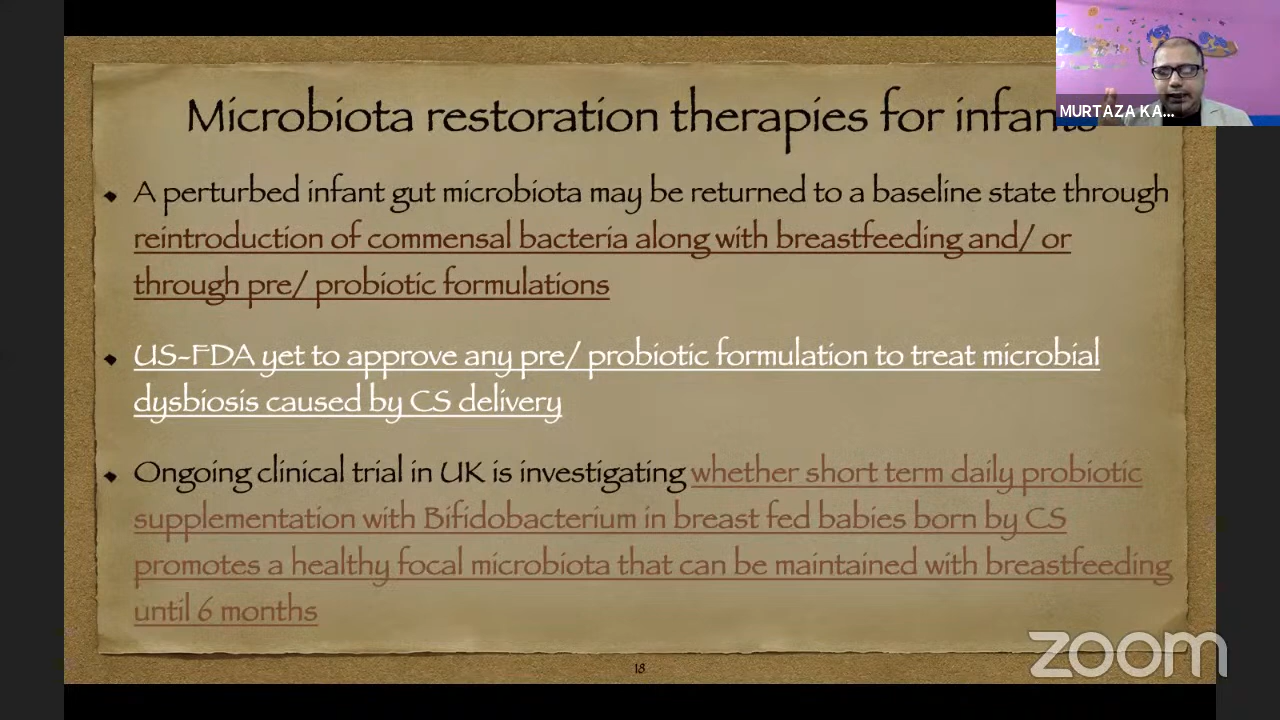 Microbiota restoration therapies for infants
MURTAZA KA...
A perturbed infant gut microbiota may be returned to a baseline state through
reintroduction of commensal bacteria along with breastfeeding and/ or
through pre/ probiotic formulations
US-FDA yet to approve any pre/ probiotic formulation to treat microbial
dysbiosis caused by CS delivery
Ongoing clinical trial in UK is investigating whether short term daily probiotic
supplementation with Bifidobacterium in breast fed babies born by CS
promotes a healthy focal microbiota that can be maintained with breastfeeding
until 6 months
18
zoom